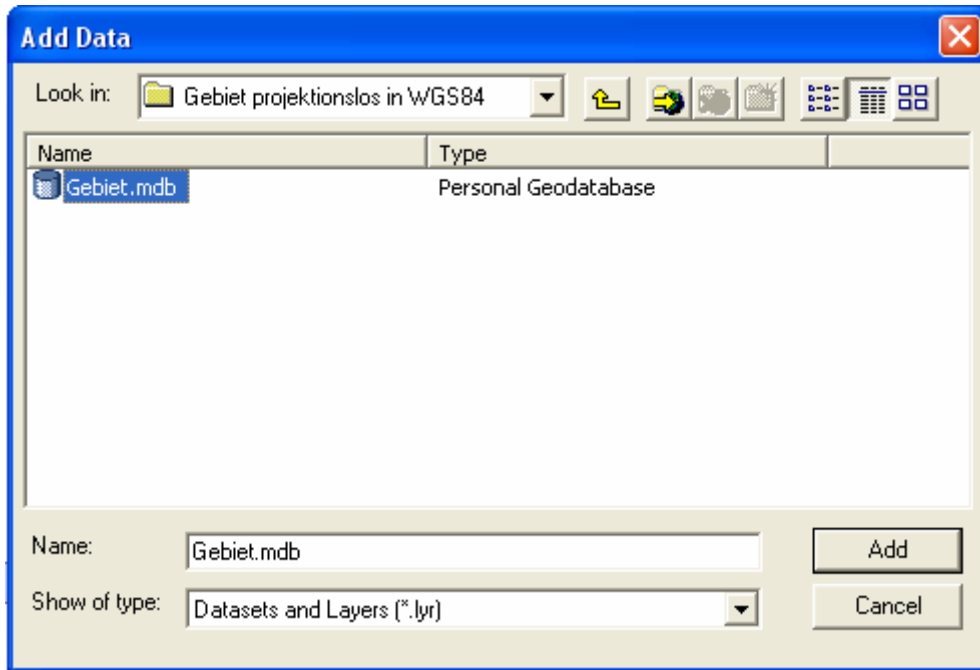 Add Data
Look in: Gebiet projektionslos in WGS84
Name Type
Gebiet.mdb Personal Geodatabase
Name: Gebiet.mdb Add
Show of type: Datasets and Layers (*.lyr) Cancel